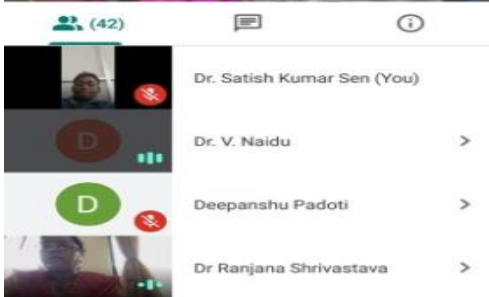 (42)
Dr. Satish Kumar Sen (You)
D
Dr. V. Naidu
D
Deepanshu Padoti
Dr Ranjana Shrivastava